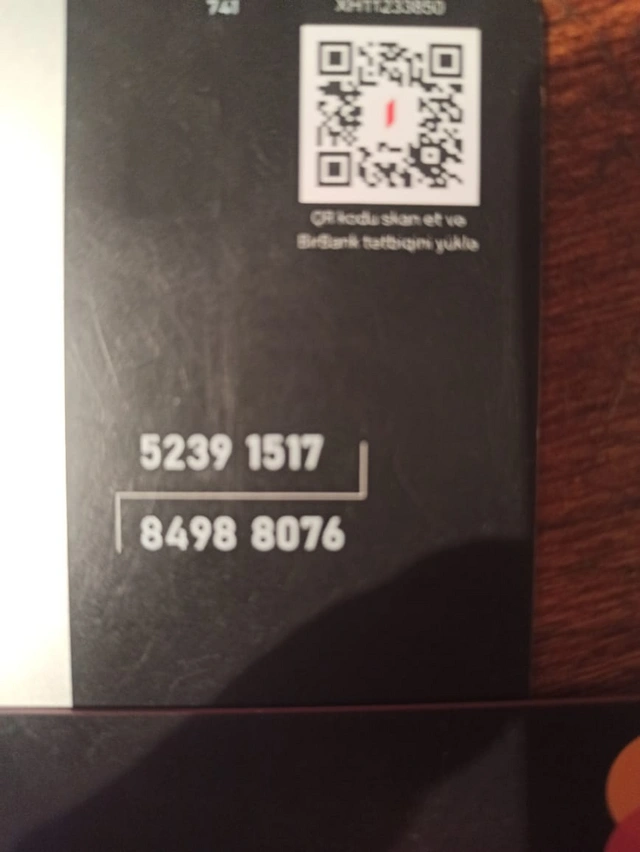 QR kodu skan et və
BirBank tətbiqini yüklə
5239 1517
8498 8076